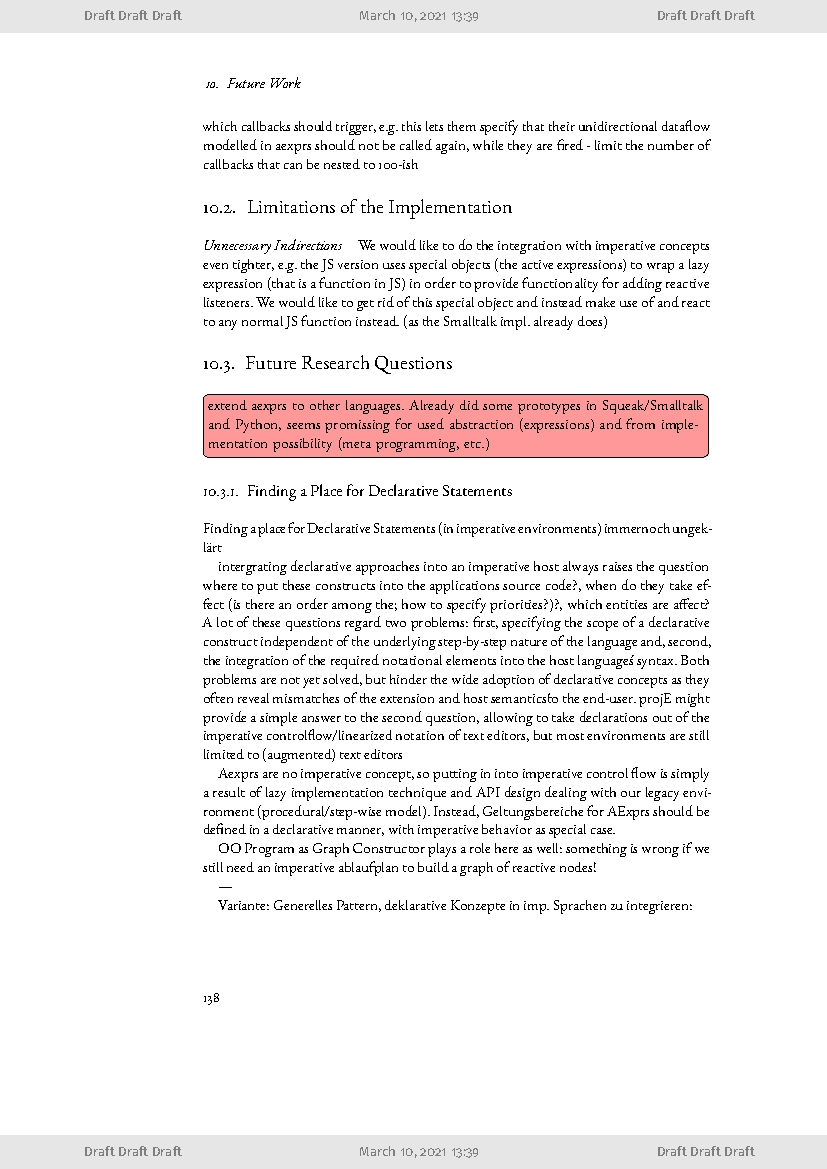 Draft Draft Draft March 10, 2021 13:39 Draft Draft Draft
10. Future Work
which callbacks should trigger, e.g. this lets them specify that their unidirectional dataflow
modelled in aexprs should not be called again, while they are fired - limit the number of
callbacks that can be nested to 100-ish
10.2. Limitations of the Implementation
Unnecessary Indirections We would like to do the integration with imperative concepts
even tighter, e.g. the JS version uses special objects (the active expressions) to wrap a lazy
expression (that is a function in JS) in order to provide functionality for adding reactive
listeners. We would like to get rid of this special object and instead make use of and react
to any normal JS function instead. (as the Smalltalk impl. already does)
10.3. Future Research Questions
extend aexprs to other languages. Already did some prototypes in Squeak/Smalltalk
and Python, seems promissing for used abstraction (expressions) and from imple-
mentation possibility (meta programming, etc.)
10.3.1. Finding a Place for Declarative Statements
Finding a place for Declarative Statements (in imperative environments) immernoch ungek-
lärt
intergrating declarative approaches into an imperative host always raises the question
where to put these constructs into the applications source code?, when do they take ef-
fect (is there an order among the; how to specify priorities?)?, which entities are affect?
A lot of these questions regard two problems: first, specifying the scope of a declarative
construct independent of the underlying step-by-step nature of the language and, second,
the integration of the required notational elements into the host languageś syntax. Both
problems are not yet solved, but hinder the wide adoption of declarative concepts as they
often reveal mismatches of the extension and host semantics to the end-user. projE might
provide a simple answer to the second question, allowing to take declarations out of the
imperative controlflow/linearized notation of text editors, but most environments are still
limited to (augmented) text editors
Aexprs are no imperative concept, so putting in into imperative control flow is simply
a result of lazy implementation technique and API design dealing with our legacy envi-
ronment (procedural/step-wise model). Instead, Geltungsbereiche for AExprs should be
defined in a declarative manner, with imperative behavior as special case.
OO Program as Graph Constructor plays a role here as well: something is wrong if we
still need an imperative ablaufplan to build a graph of reactive nodes!
—
Variante: Generelles Pattern, deklarative Konzepte in imp. Sprachen zu integrieren:
138
Draft Draft Draft March 10, 2021 13:39 Draft Draft Draft